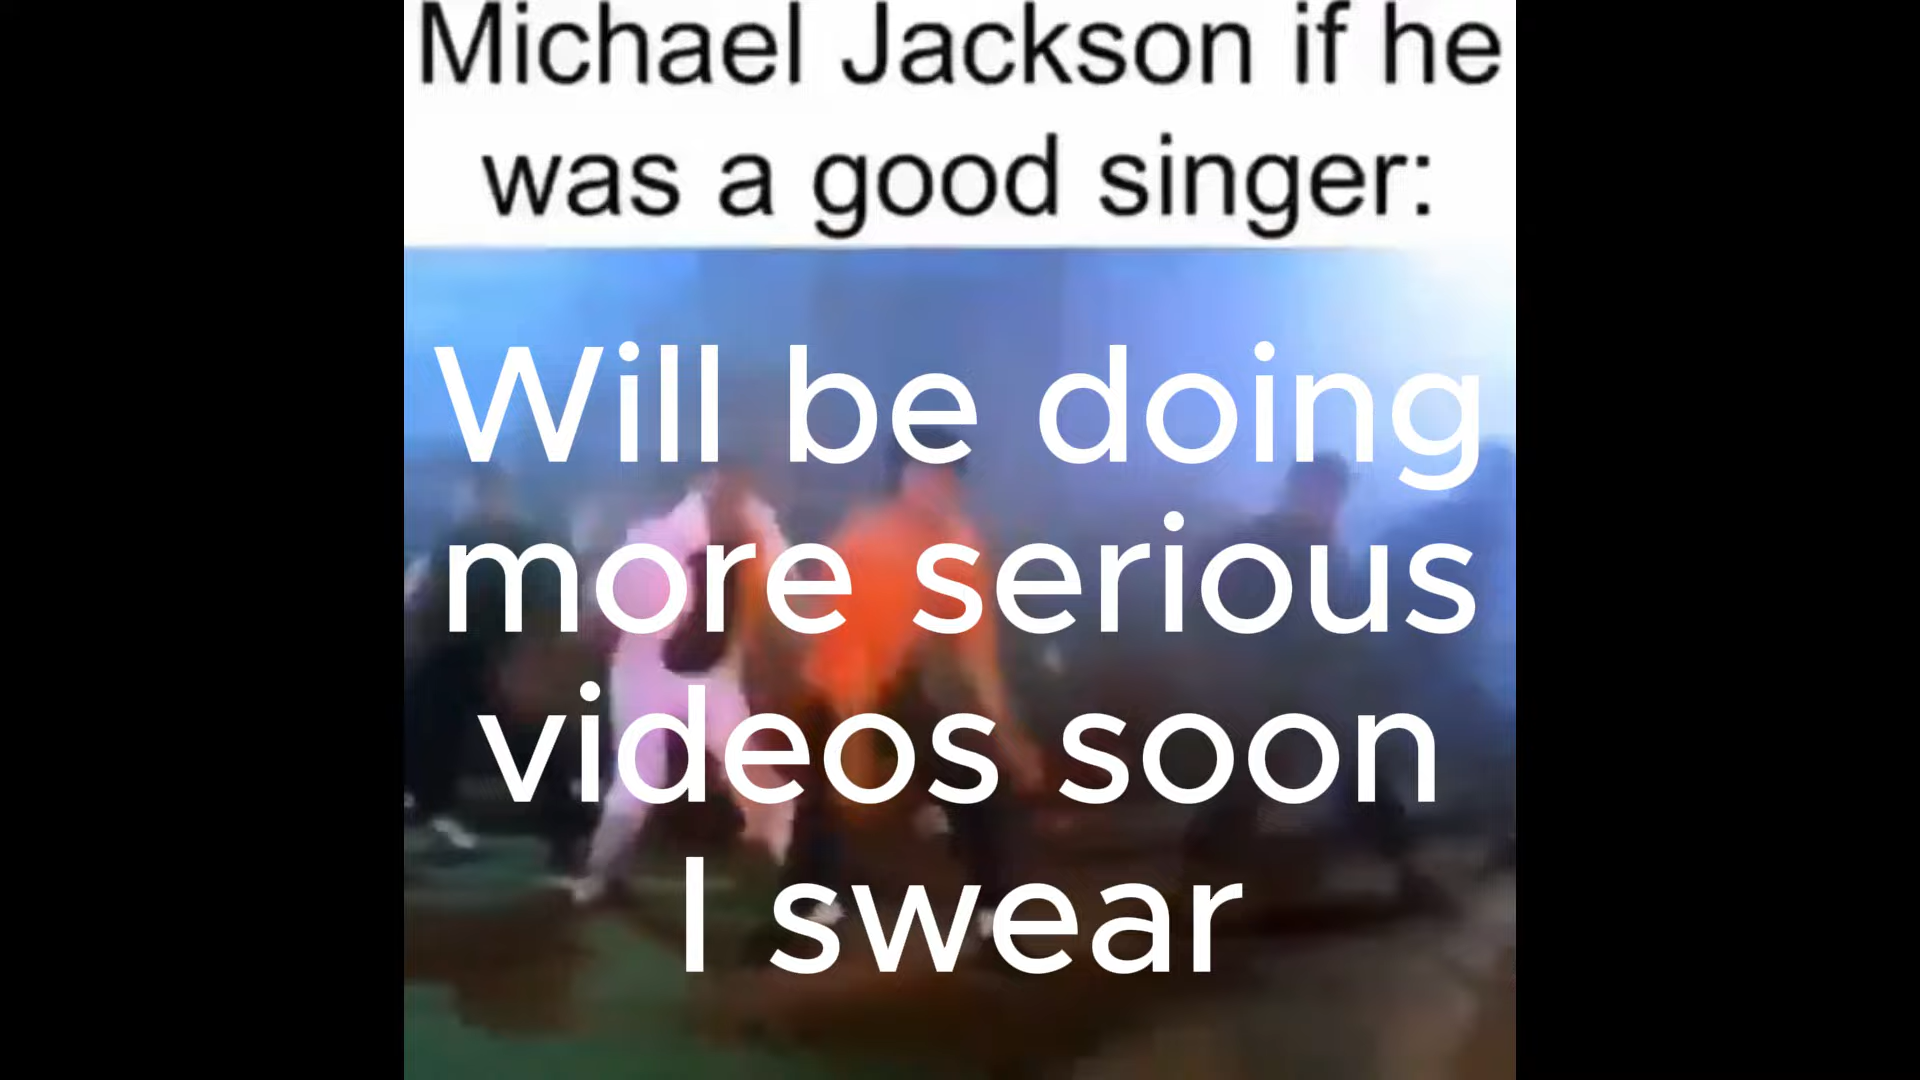 Michael Jackson if he
was a good singer:
Will be doing
more serious
videos soon
I swear